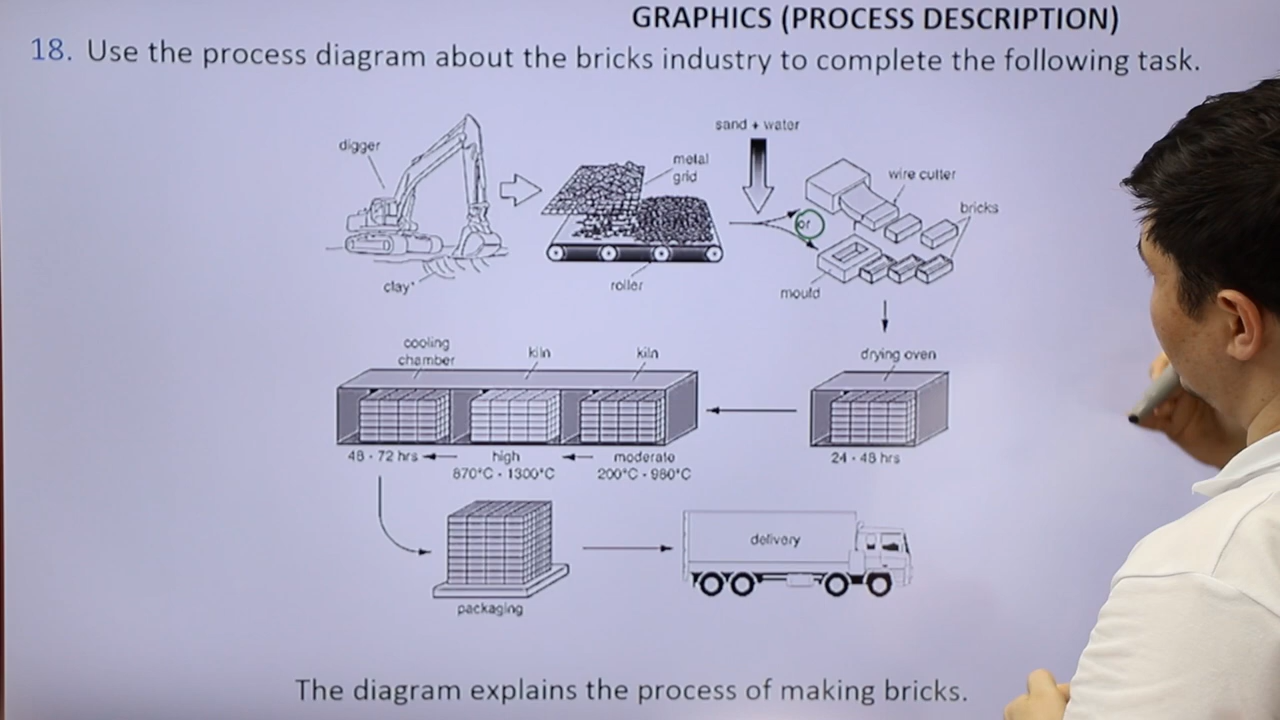 GRAPHICS (PROCESS DESCRIPTION)
18. Use the process diagram about the bricks industry to complete the following task.
sand + water
digger
metal
grid
wire cutter
or
bricks
clay
roller
mould
cooling
chamber
kiln
kiln
drying oven
48 - 72 hrs
high
870°C - 1300°C
moderate
200°C - 980°C
24 - 48 hrs
delivery
packaging
The diagram explains the process of making bricks.